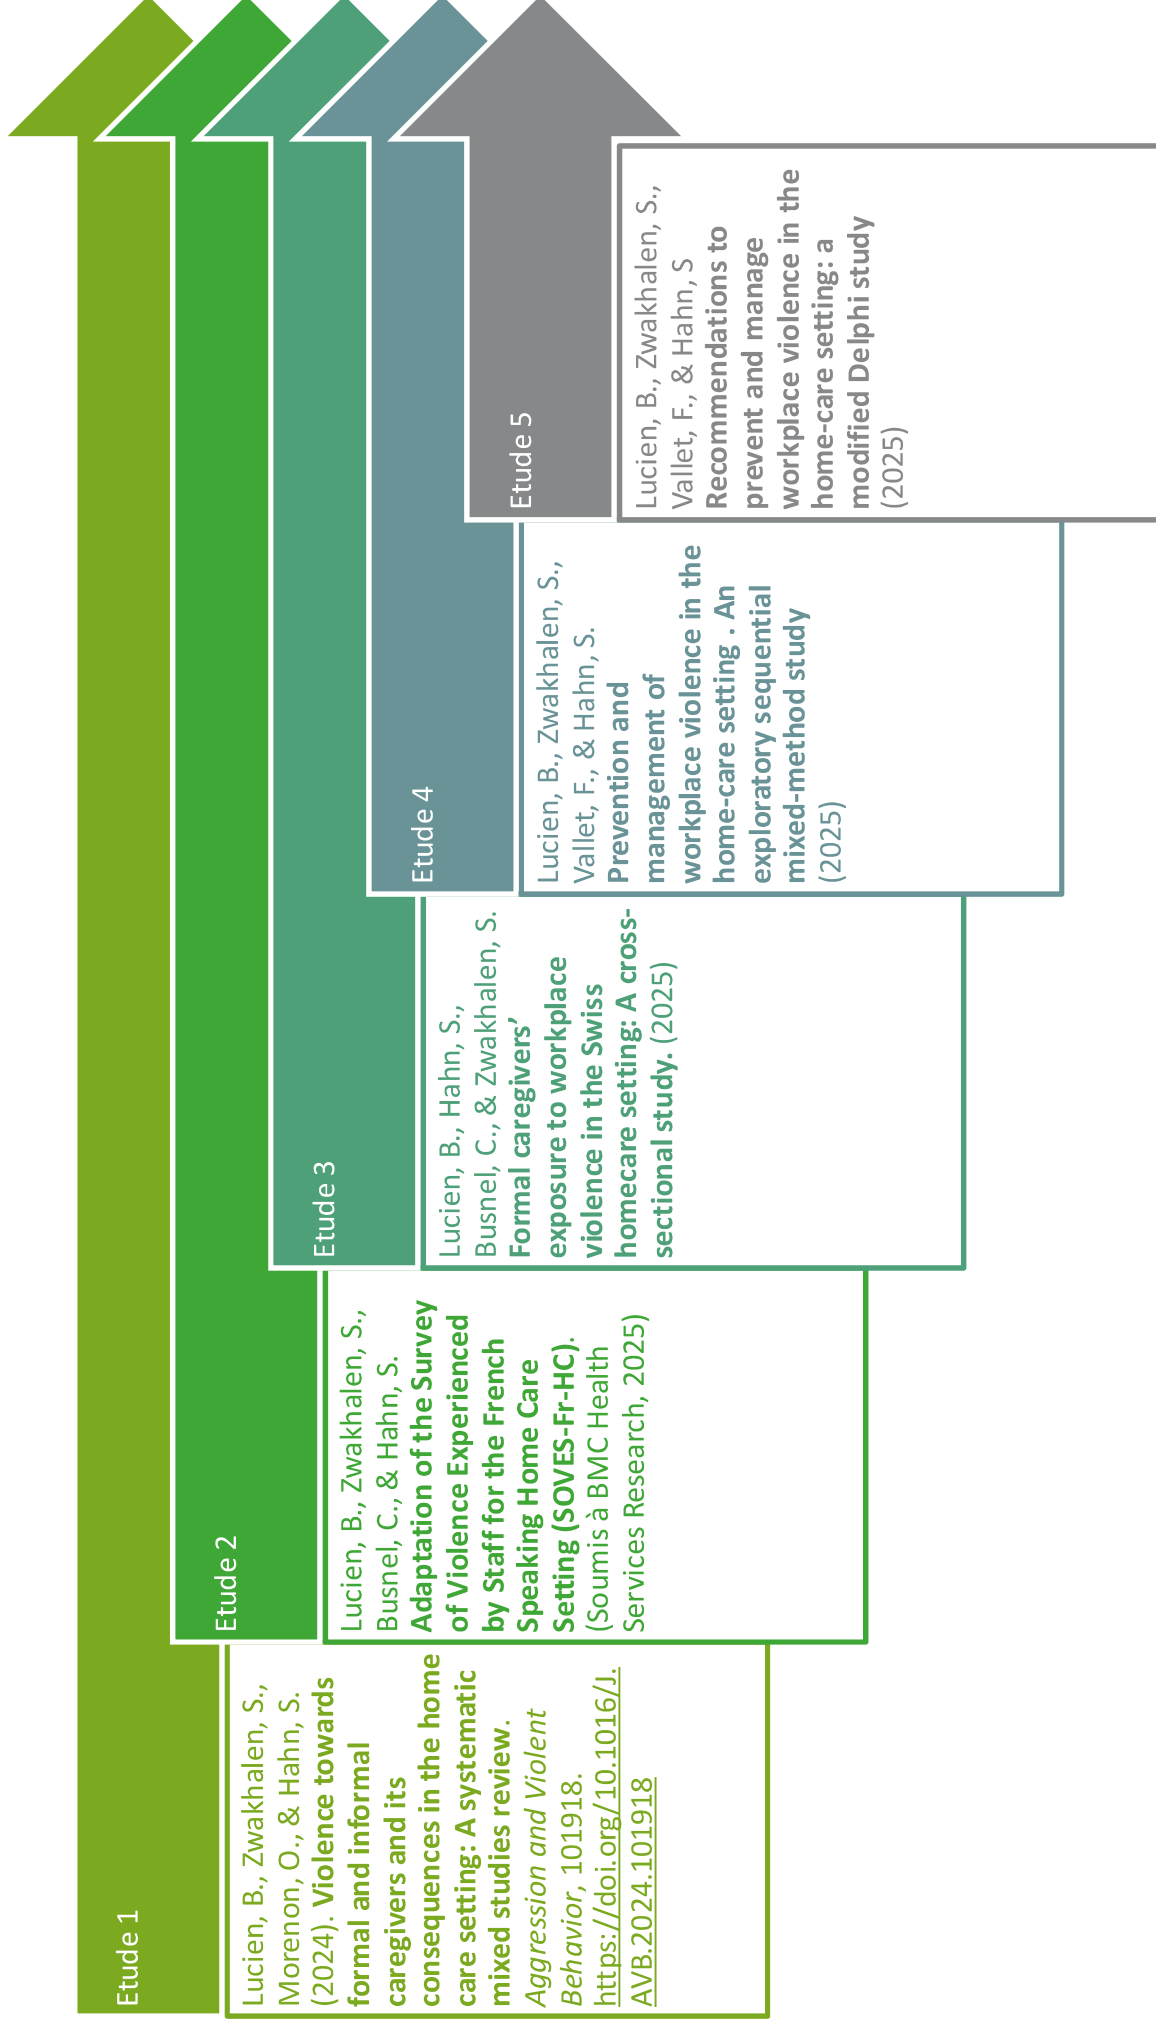 Etude 1
Lucien, B., Zwakhalen, S.,
Morenon, O., & Hahn, S.
(2024). Violence towards
formal and informal
caregivers and its
consequences in the home
care setting: A systematic
mixed studies review.
Aggression and Violent
Behavior, 101918.
https://doi.org/10.1016/J.
AVB.2024.101918
Etude 2
Lucien, B., Zwakhalen, S.,
Busnel, C., & Hahn, S.
Adaptation of the Survey
of Violence Experienced
by Staff for the French
Speaking Home Care
Setting (SOVES-Fr-HC).
(Soumis à BMC Health
Services Research, 2025)
Etude 3
Lucien, B., Hahn, S.,
Busnel, C., & Zwakhalen, S.
Formal caregivers’
exposure to workplace
violence in the Swiss
homecare setting: A cross-
sectional study. (2025)
Etude 4
Lucien, B., Zwakhalen, S.,
Vallet, F., & Hahn, S.
Prevention and
management of
workplace violence in the
home-care setting . An
exploratory sequential
mixed-method study
(2025)
Etude 5
Lucien, B., Zwakhalen, S.,
Vallet, F., & Hahn, S
Recommendations to
prevent and manage
workplace violence in the
home-care setting: a
modified Delphi study
(2025)